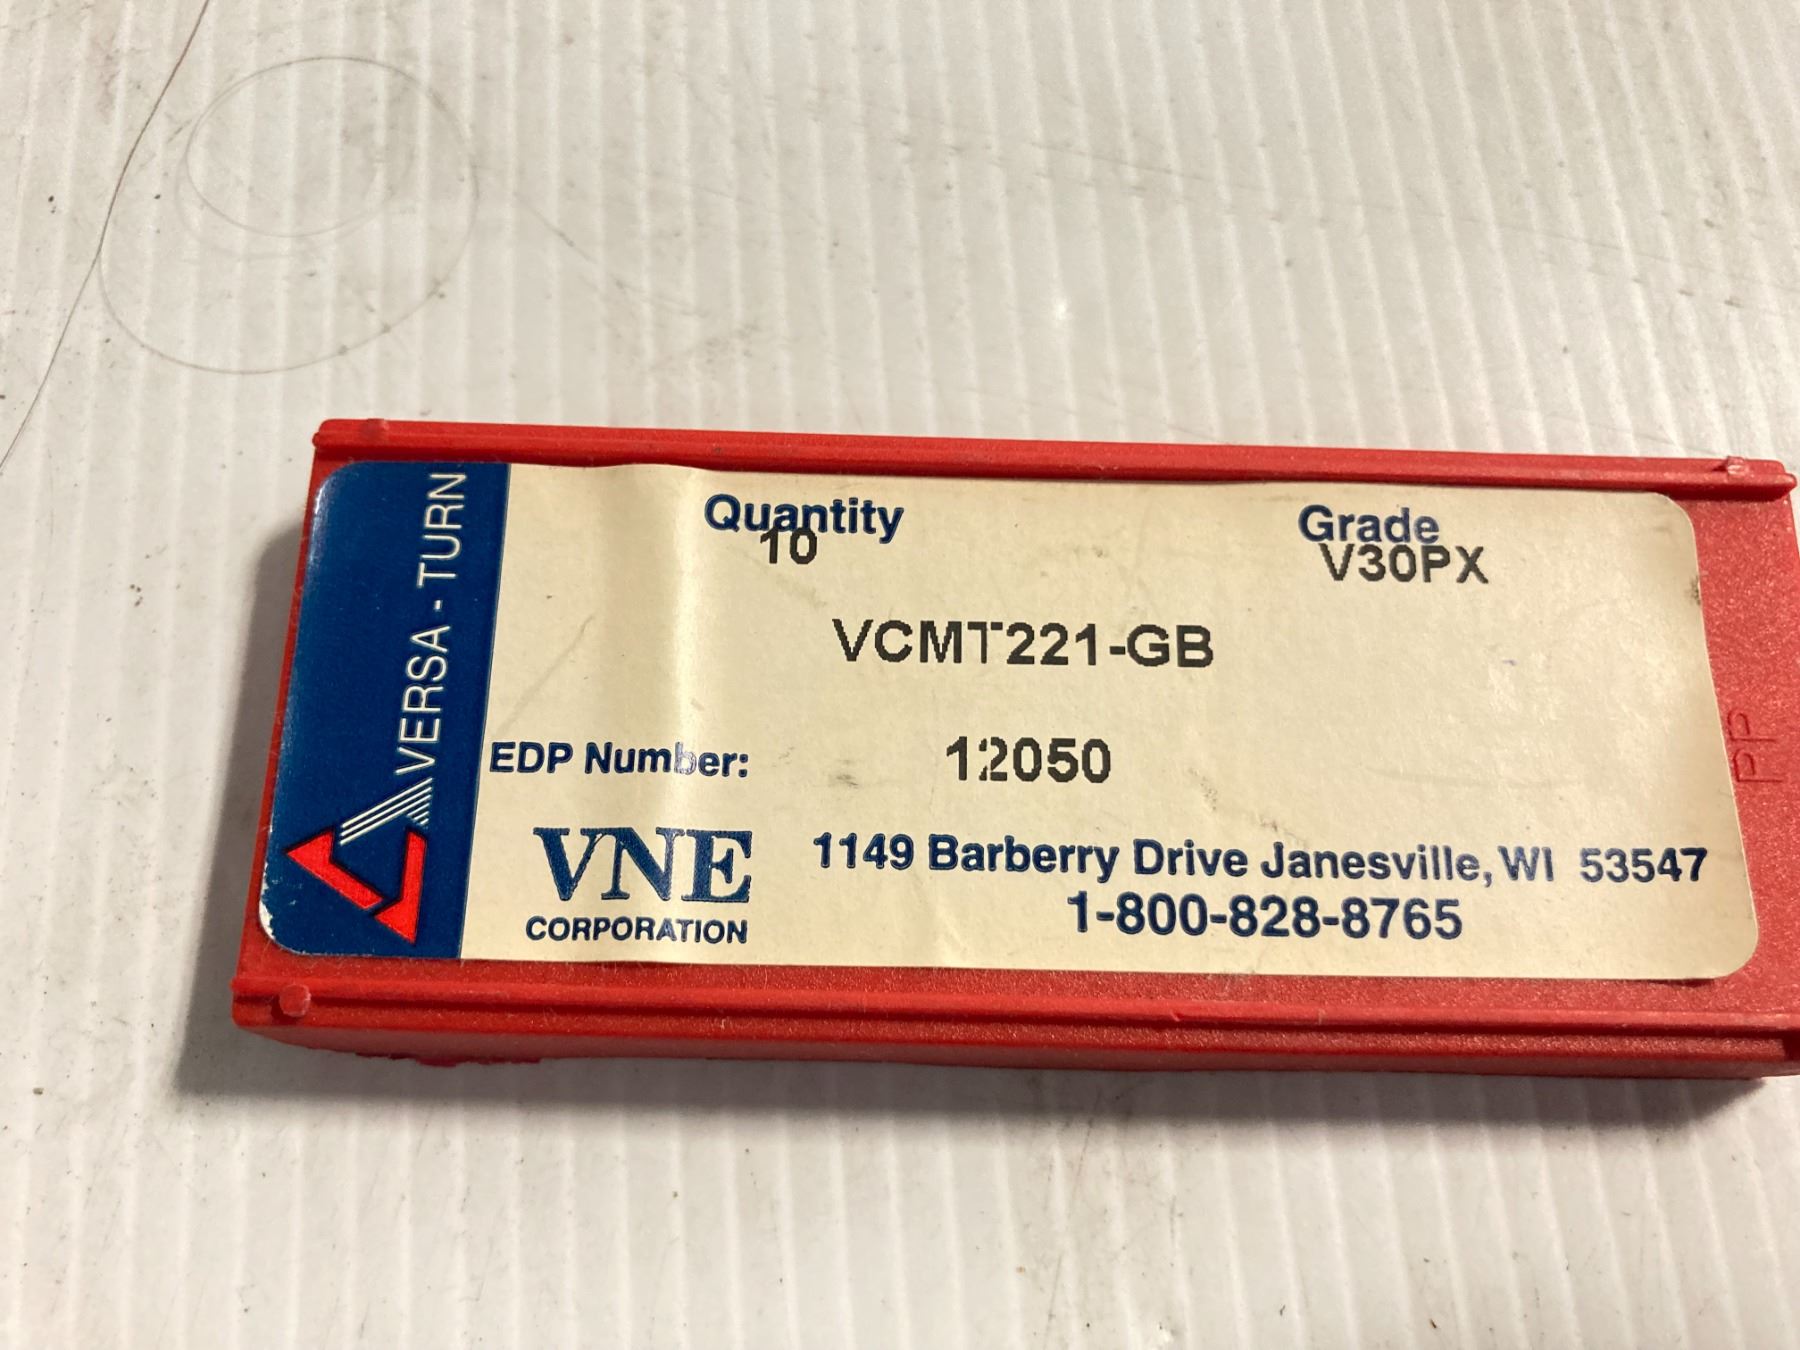 VERSA - TURN
Quantity
10
Grade
V30PX
VCMT221-GB
EDP Number: 12050
VNE
CORPORATION
1149 Barberry Drive Janesville, WI 53547
1-800-828-8765
PP